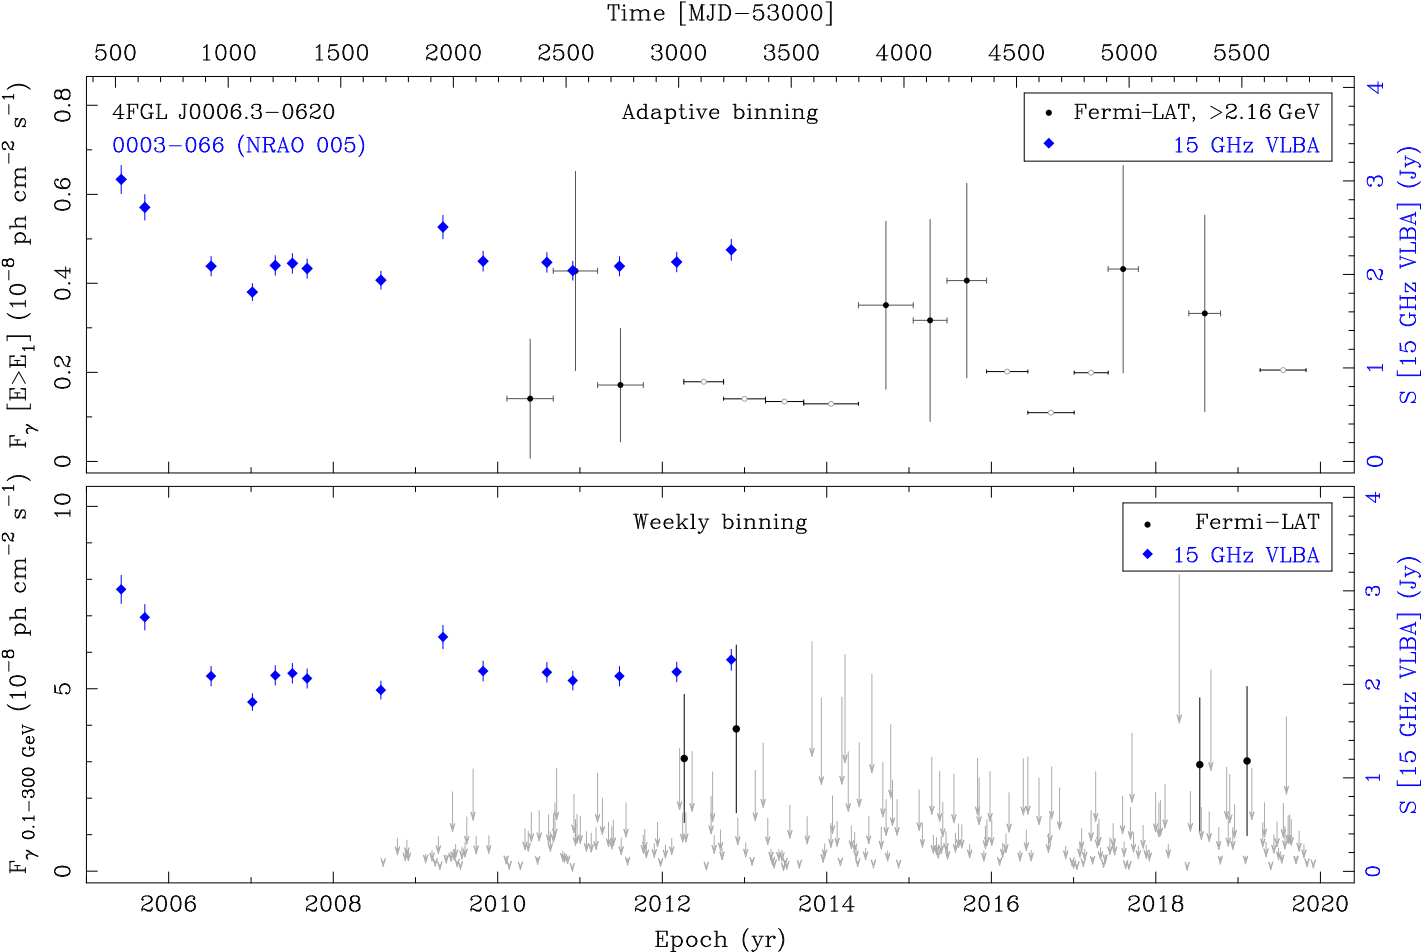 Time [MJD−53000]
500 1000 1500 2000 2500 3000 3500 4000 4500 5000 5500
4FGL J0006.3−0620
0003−066 (NRAO 005)
Adaptive binning
Fermi−LAT, >2.16 GeV
15 GHz VLBA
F_γ [E>E_1] (10^−8 ph cm^−2 s^−1)
0.8
0.6
0.4
0.2
0
S [15 GHz VLBA] (Jy)
4
3
2
1
0
Weekly binning
Fermi−LAT
15 GHz VLBA
F_γ 0.1−300 GeV (10^−8 ph cm^−2 s^−1)
10
5
0
S [15 GHz VLBA] (Jy)
4
3
2
1
0
2006 2008 2010 2012 2014 2016 2018 2020
Epoch (yr)